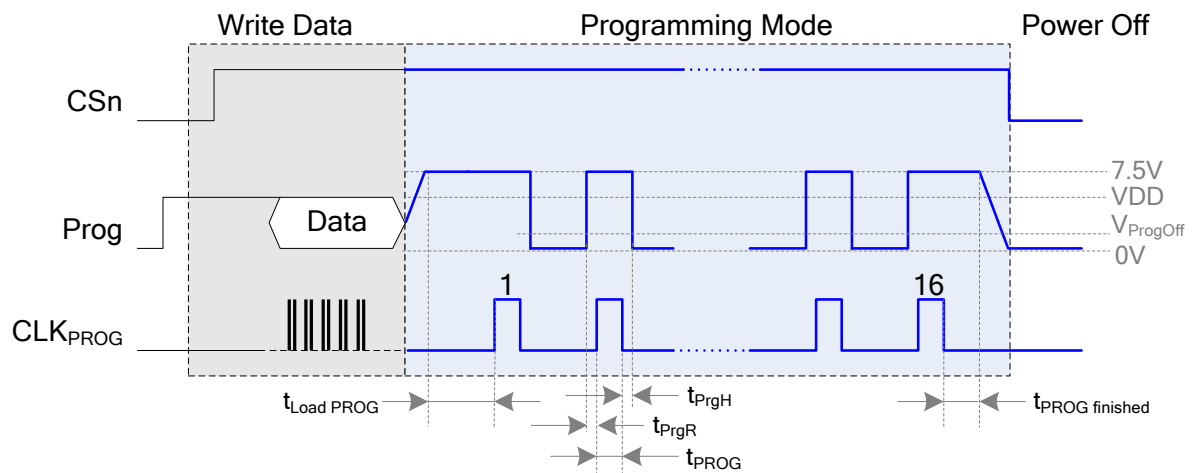 Write Data Programming Mode Power Off
CSn
7.5V
VDD
Prog Data VProgOff
0V
1 16
CLKPROG
tLoad PROG tPrgH tPROG finished
tPrgR
tPROG